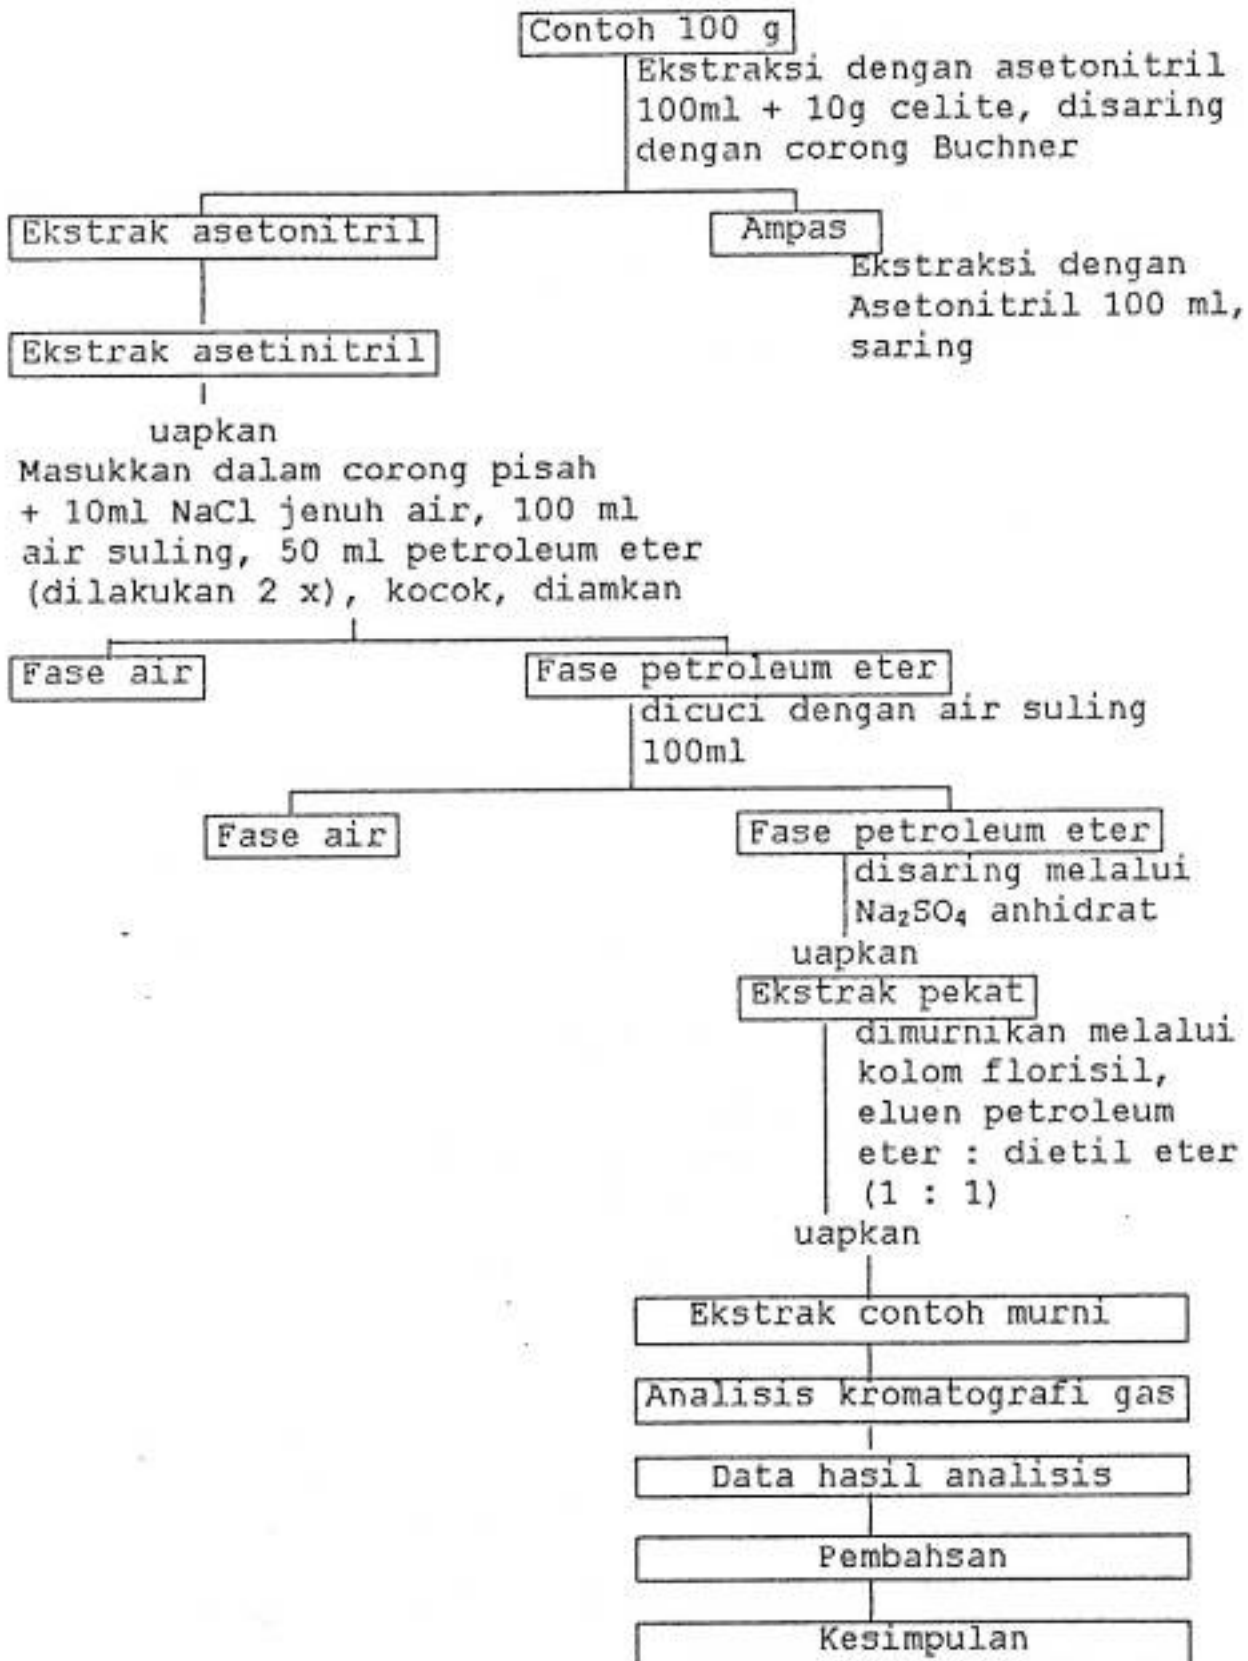 Contoh 100 g
Ekstraksi dengan asetonitril
100ml + 10g celite, disaring
dengan corong Buchner
Ekstrak asetonitril
Ampas
Ekstraksi dengan
Asetonitril 100 ml,
saring
Ekstrak asetinitril
uapkan
Masukkan dalam corong pisah
+ 10ml NaCl jenuh air, 100 ml
air suling, 50 ml petroleum eter
(dilakukan 2 x), kocok, diamkan
Fase air
Fase petroleum eter
dicuci dengan air suling
100ml
Fase air
Fase petroleum eter
disaring melalui
Na₂SO₄ anhidrat
uapkan
Ekstrak pekat
dimurnikan melalui
kolom florisil,
eluen petroleum
eter : dietil eter
(1 : 1)
uapkan
Ekstrak contoh murni
Analisis kromatografi gas
Data hasil analisis
Pembahsan
Kesimpulan